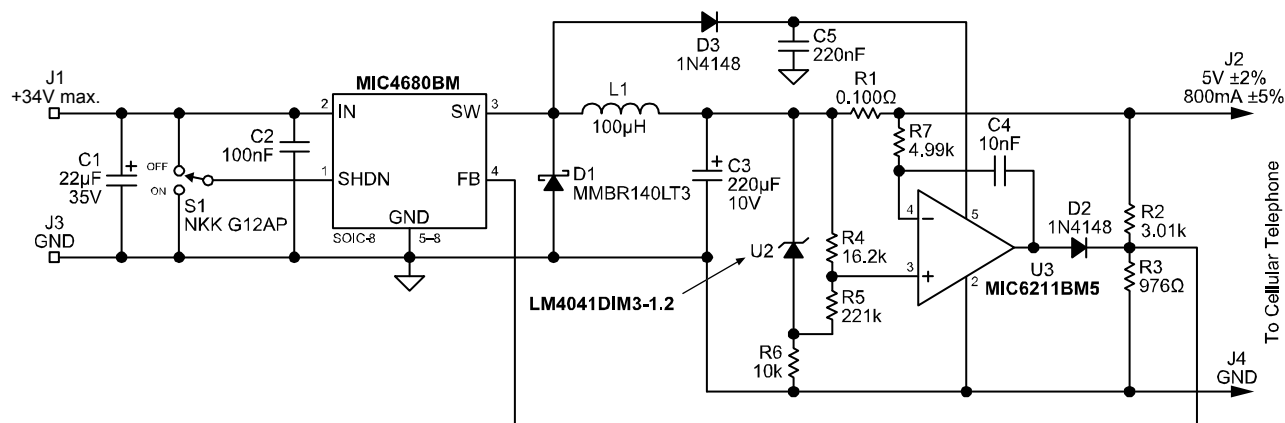 J1
+34V max.
C1
22µF
35V
J3
GND
OFF
ON
S1
NKK G12AP
C2
100nF
MIC4680BM
2
IN
SW
3
1
SHDN
FB
4
GND
SOIC-8
5–8
D3
1N4148
C5
220nF
L1
100µH
D1
MMBR140LT3
C3
220µF
10V
R1
0.100Ω
J2
5V ±2%
800mA ±5%
R7
4.99k
C4
10nF
U2
LM4041DIM3-1.2
R4
16.2k
R5
221k
R6
10k
4
5
3
2
U3
MIC6211BM5
D2
1N4148
R2
3.01k
R3
976Ω
J4
GND
To Cellular Telephone